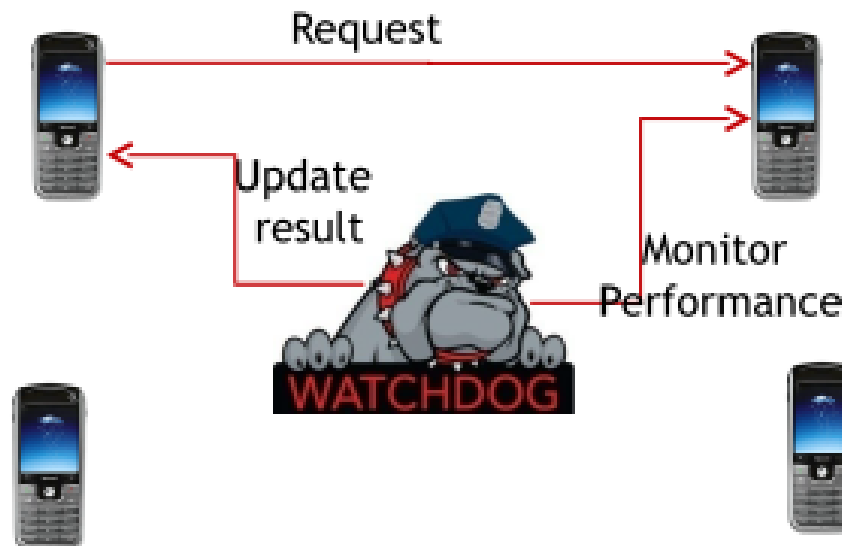 Request
Update
result
Monitor
Performance
WATCHDOG